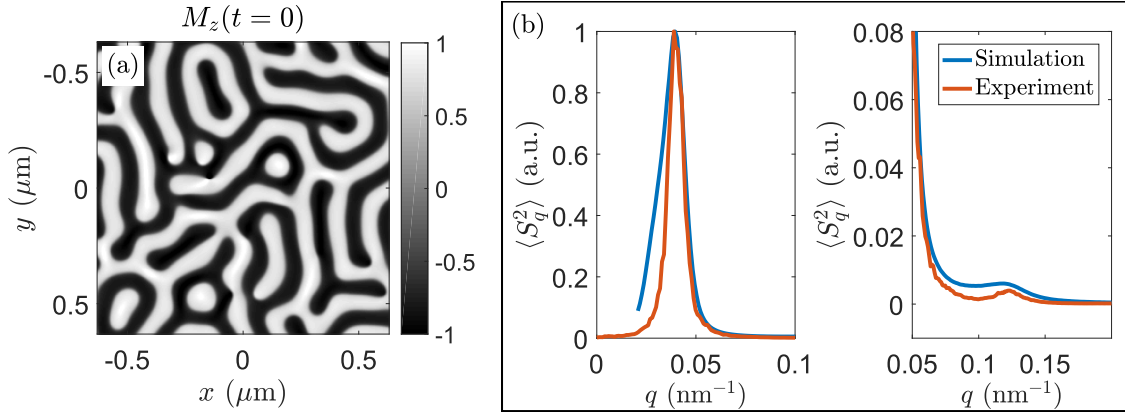 M_z(t = 0)
(a)
-0.5
0
0.5
y (μm)
-0.5
0
0.5
x (μm)
1
0.5
0
-0.5
-1
(b)
1
0.8
0.6
0.4
0.2
0
⟨S_q^2⟩ (a.u.)
0
0.05
0.1
q (nm⁻¹)
0.08
0.06
0.04
0.02
0
⟨S_q^2⟩ (a.u.)
0.05
0.1
0.15
q (nm⁻¹)
Simulation
Experiment